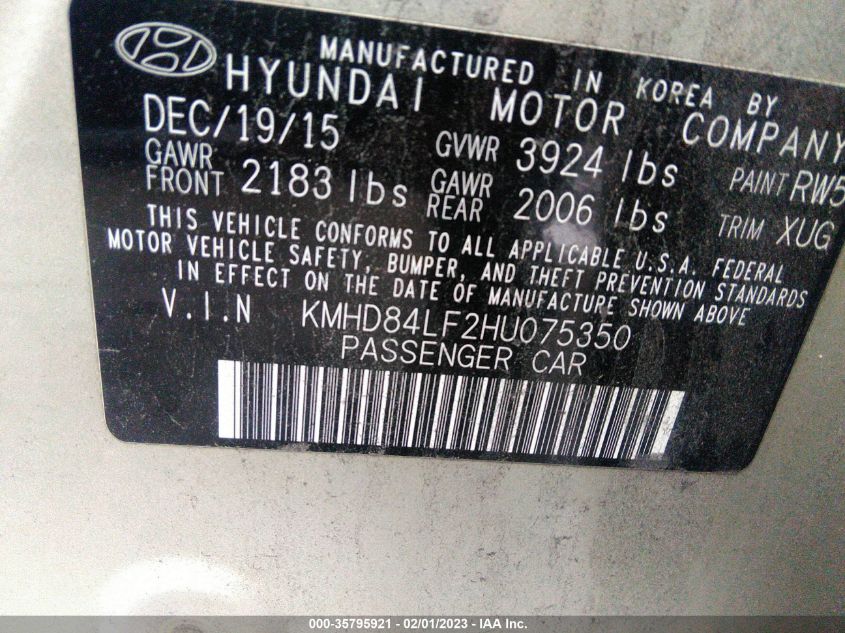 MANUFACTURED IN KOREA BY
HYUNDAI MOTOR COMPANY
DEC/19/15 GVWR 3924 lbs PAINT RW5
GAWR FRONT 2183 lbs GAWR REAR 2006 lbs TRIM XUG
THIS VEHICLE CONFORMS TO ALL APPLICABLE U.S.A. FEDERAL
MOTOR VEHICLE SAFETY, BUMPER, AND THEFT PREVENTION STANDARDS
IN EFFECT ON THE DATE OF MANUFACTURE SHOWN ABOVE
V.I.N KMHD84LF2HU075350
PASSENGER CAR
000-35795921 - 02/01/2023 - IAA Inc.